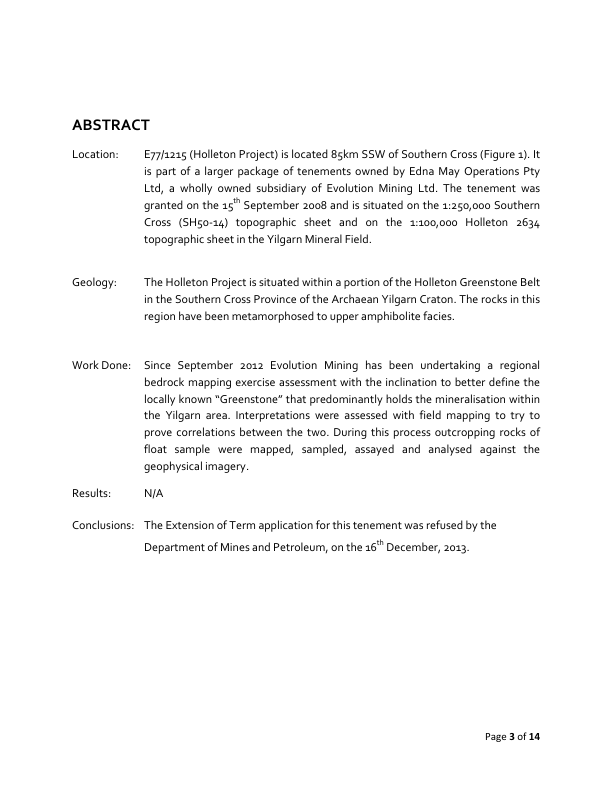 ABSTRACT
Location: E77/1215 (Holleton Project) is located 85km SSW of Southern Cross (Figure 1). It
is part of a larger package of tenements owned by Edna May Operations Pty
Ltd, a wholly owned subsidiary of Evolution Mining Ltd. The tenement was
granted on the 15th September 2008 and is situated on the 1:250,000 Southern
Cross (SH50-14) topographic sheet and on the 1:100,000 Holleton 2634
topographic sheet in the Yilgarn Mineral Field.
Geology: The Holleton Project is situated within a portion of the Holleton Greenstone Belt
in the Southern Cross Province of the Archaean Yilgarn Craton. The rocks in this
region have been metamorphosed to upper amphibolite facies.
Work Done: Since September 2012 Evolution Mining has been undertaking a regional
bedrock mapping exercise assessment with the inclination to better define the
locally known “Greenstone” that predominantly holds the mineralisation within
the Yilgarn area. Interpretations were assessed with field mapping to try to
prove correlations between the two. During this process outcropping rocks of
float sample were mapped, sampled, assayed and analysed against the
geophysical imagery.
Results: N/A
Conclusions: The Extension of Term application for this tenement was refused by the
Department of Mines and Petroleum, on the 16th December, 2013.
Page 3 of 14